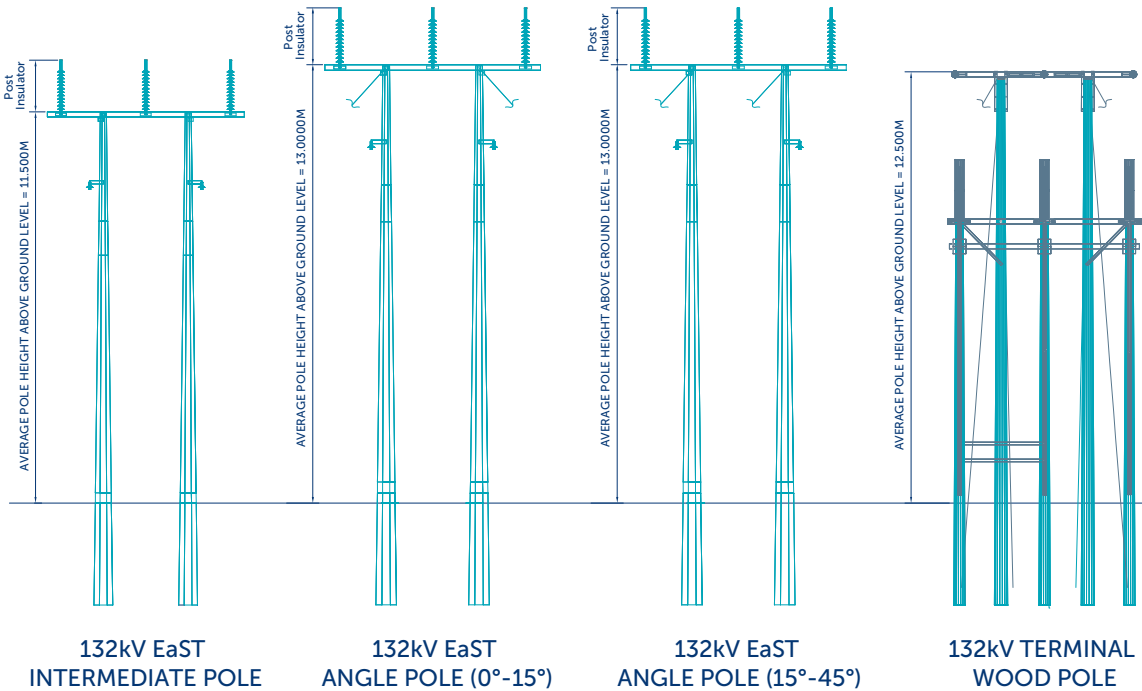 Post
Insulator
AVERAGE POLE HEIGHT ABOVE GROUND LEVEL = 11.500M
132kV EaST
INTERMEDIATE POLE
Post
Insulator
AVERAGE POLE HEIGHT ABOVE GROUND LEVEL = 13.0000M
132kV EaST
ANGLE POLE (0°-15°)
Post
Insulator
AVERAGE POLE HEIGHT ABOVE GROUND LEVEL = 13.0000M
132kV EaST
ANGLE POLE (15°-45°)
AVERAGE POLE HEIGHT ABOVE GROUND LEVEL = 12.500M
132kV TERMINAL
WOOD POLE